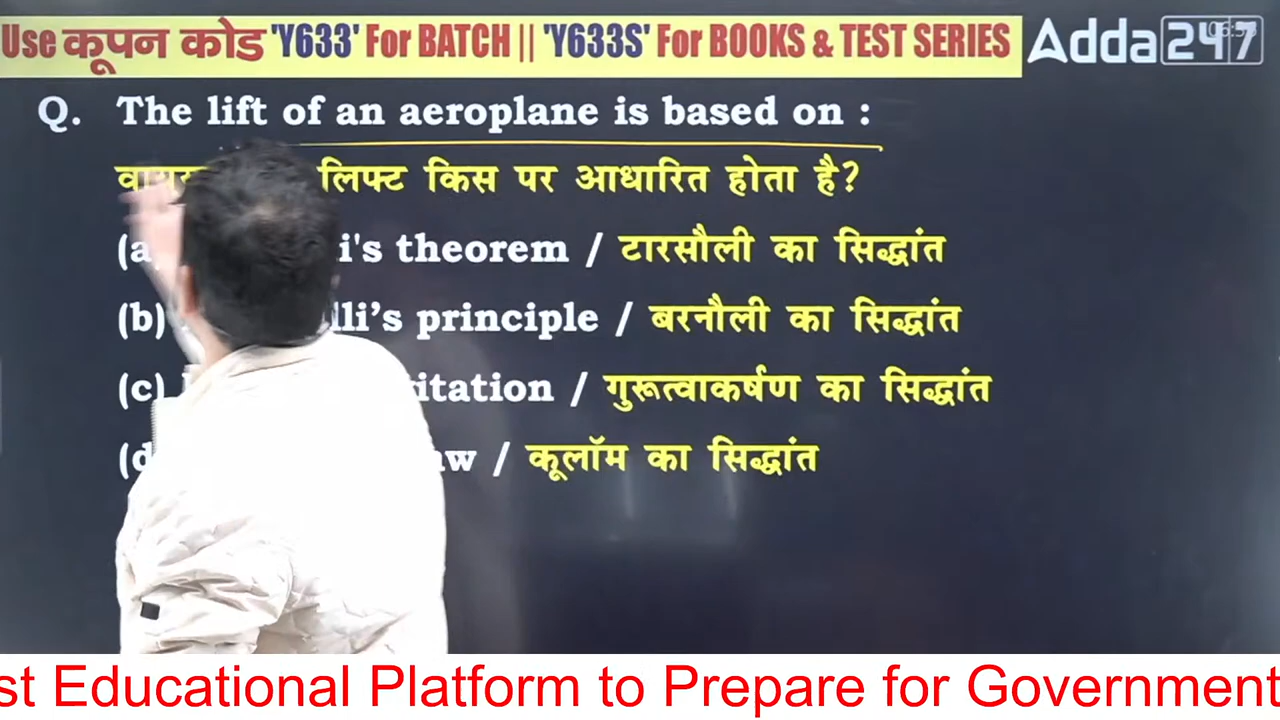 Use कूपन कोड 'Y633' For BATCH || 'Y633S' For BOOKS & TEST SERIES
Adda247
Q. The lift of an aeroplane is based on :
लिफ्ट किस पर आधारित होता है?
(a i's theorem / टारसौली का सिद्धांत
(b) lli’s principle / बरनौली का सिद्धांत
(c) itation / गुरूत्वाकर्षण का सिद्धांत
(d aw / कूलॉम का सिद्धांत
st Educational Platform to Prepare for Government